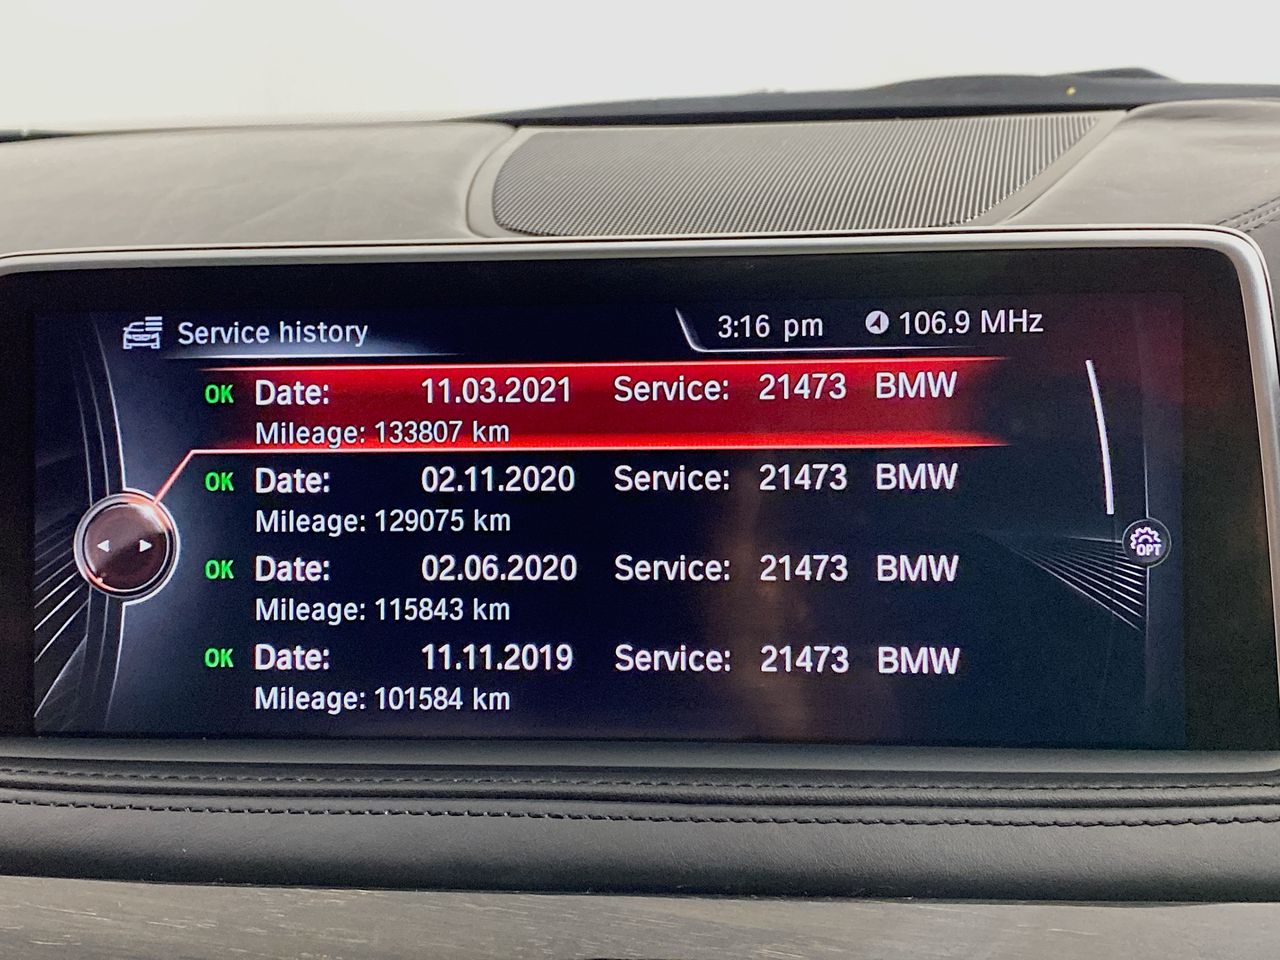 Service history 3:16 pm 106.9 MHz
OK Date: 11.03.2021 Service: 21473 BMW
Mileage: 133807 km
OK Date: 02.11.2020 Service: 21473 BMW
Mileage: 129075 km
OK Date: 02.06.2020 Service: 21473 BMW
Mileage: 115843 km
OK Date: 11.11.2019 Service: 21473 BMW
Mileage: 101584 km
OPT